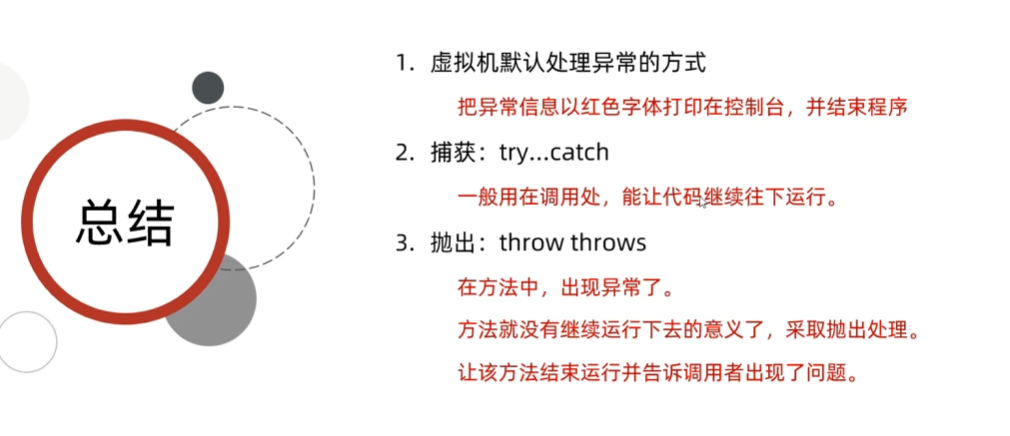 总结
1. 虚拟机默认处理异常的方式
把异常信息以红色字体打印在控制台，并结束程序
2. 捕获：try...catch
一般用在调用处，能让代码继续往下运行。
3. 抛出：throw throws
在方法中，出现异常了。
方法就没有继续运行下去的意义了，采取抛出处理。
让该方法结束运行并告诉调用者出现了问题。